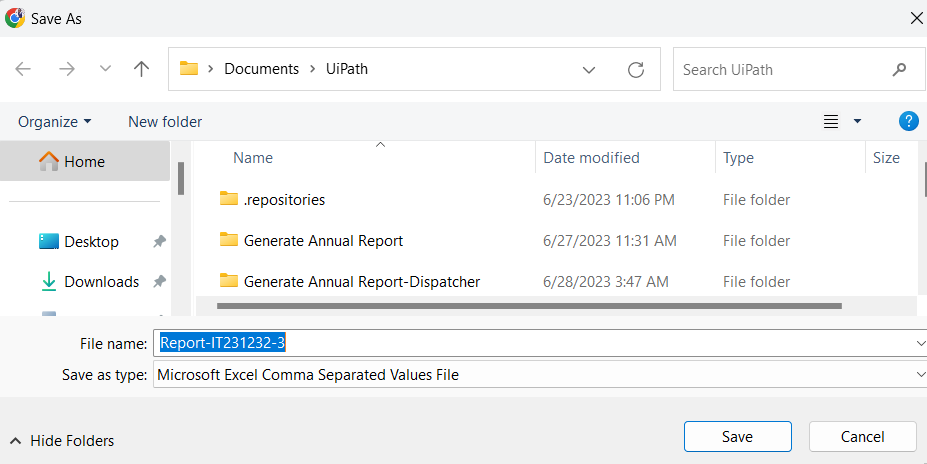 Save As
Documents > UiPath
Search UiPath
Organize
New folder
?
Home
Name
Date modified
Type
Size
.repositories
6/23/2023 11:06 PM
File folder
Generate Annual Report
6/27/2023 11:31 AM
File folder
Desktop
Generate Annual Report-Dispatcher
6/28/2023 3:47 AM
File folder
Downloads
File name:
Report-IT231232-3
Save as type:
Microsoft Excel Comma Separated Values File
Hide Folders
Save
Cancel